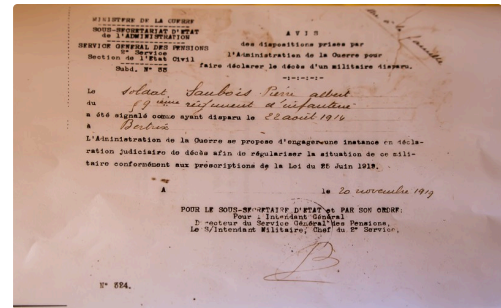 MINISTERE DE LA GUERRE
SOUS-SECRETARIAT D'ETAT
de l'ADMINISTRATION
SERVICE GENERAL DES PENSIONS
2e Service
Section de l'Etat Civil
Subd. N° 55
AVIS
des dispositions prises par
l'Administration de la Guerre pour
faire déclarer le décès d'un militaire disparu.
Le soldat Saubois Pierre albert
du 59 ième régiment d'infanterie
a été signalé comme ayant disparu le 22 août 1914
à Bertrix
L'Administration de la Guerre se propose d'engager une instance en décla-
ration judiciaire de décès afin de régulariser la situation de ce mili-
taire conformément aux prescriptions de la Loi du 25 Juin 1919.
A le 20 novembre 1919
POUR LE SOUS-SECRETAIRE D'ETAT et PAR SON ORDRE:
Pour l'Intendant Général
Directeur du Service Général des Pensions,
Le S/Intendant Militaire, Chef du 2e Service,
N° 524.